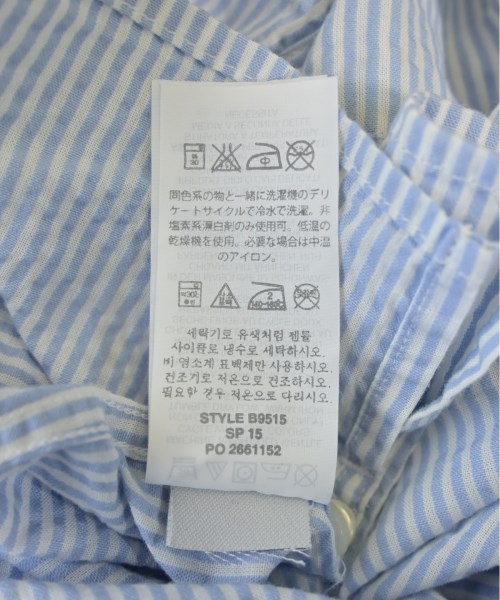 同色系の物と一緒に洗濯機のデリ
ケートサイクルで冷水で洗濯。非
塩素系漂白剤のみ使用可。低温の
乾燥機を使用。必要な場合は中温
のアイロン。
세탁기로 유색처럼 젠틀
사이클로 냉수로 세탁하시오.
비 염소계 표백제만 사용하시오.
건조기로 저온으로 건조하시오.
필요한 경우 적온으로 다리시오.
STYLE B9515
SP 15
PO 2661152